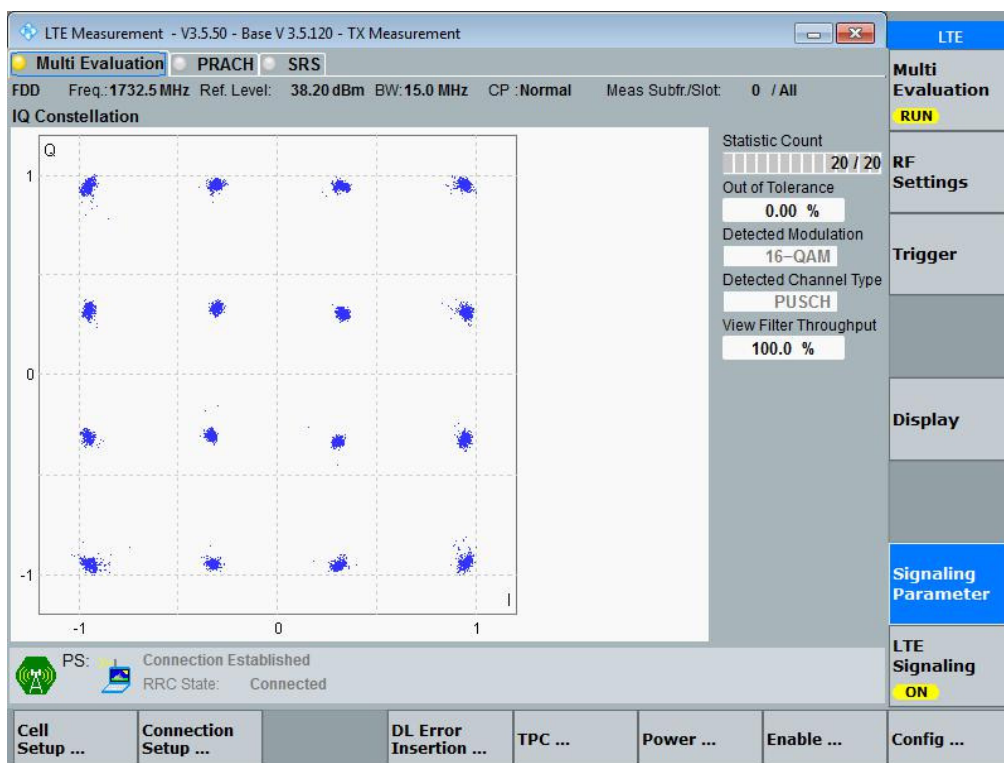 LTE Measurement - V3.5.50 - Base V 3.5.120 - TX Measurement
LTE
Multi Evaluation PRACH SRS
FDD Freq.:1732.5 MHz Ref. Level: 38.20 dBm BW:15.0 MHz CP :Normal Meas Subfr./Slot: 0 / All
IQ Constellation
Q
1
0
-1
-1 0 1
I
Statistic Count
20 / 20
Out of Tolerance
0.00 %
Detected Modulation
16-QAM
Detected Channel Type
PUSCH
View Filter Throughput
100.0 %
Multi
Evaluation
RUN
RF
Settings
Trigger
Display
Signaling
Parameter
LTE
Signaling
ON
PS: Connection Established
RRC State: Connected
Cell
Setup ...
Connection
Setup ...
DL Error
Insertion ...
TPC ...
Power ...
Enable ...
Config ...